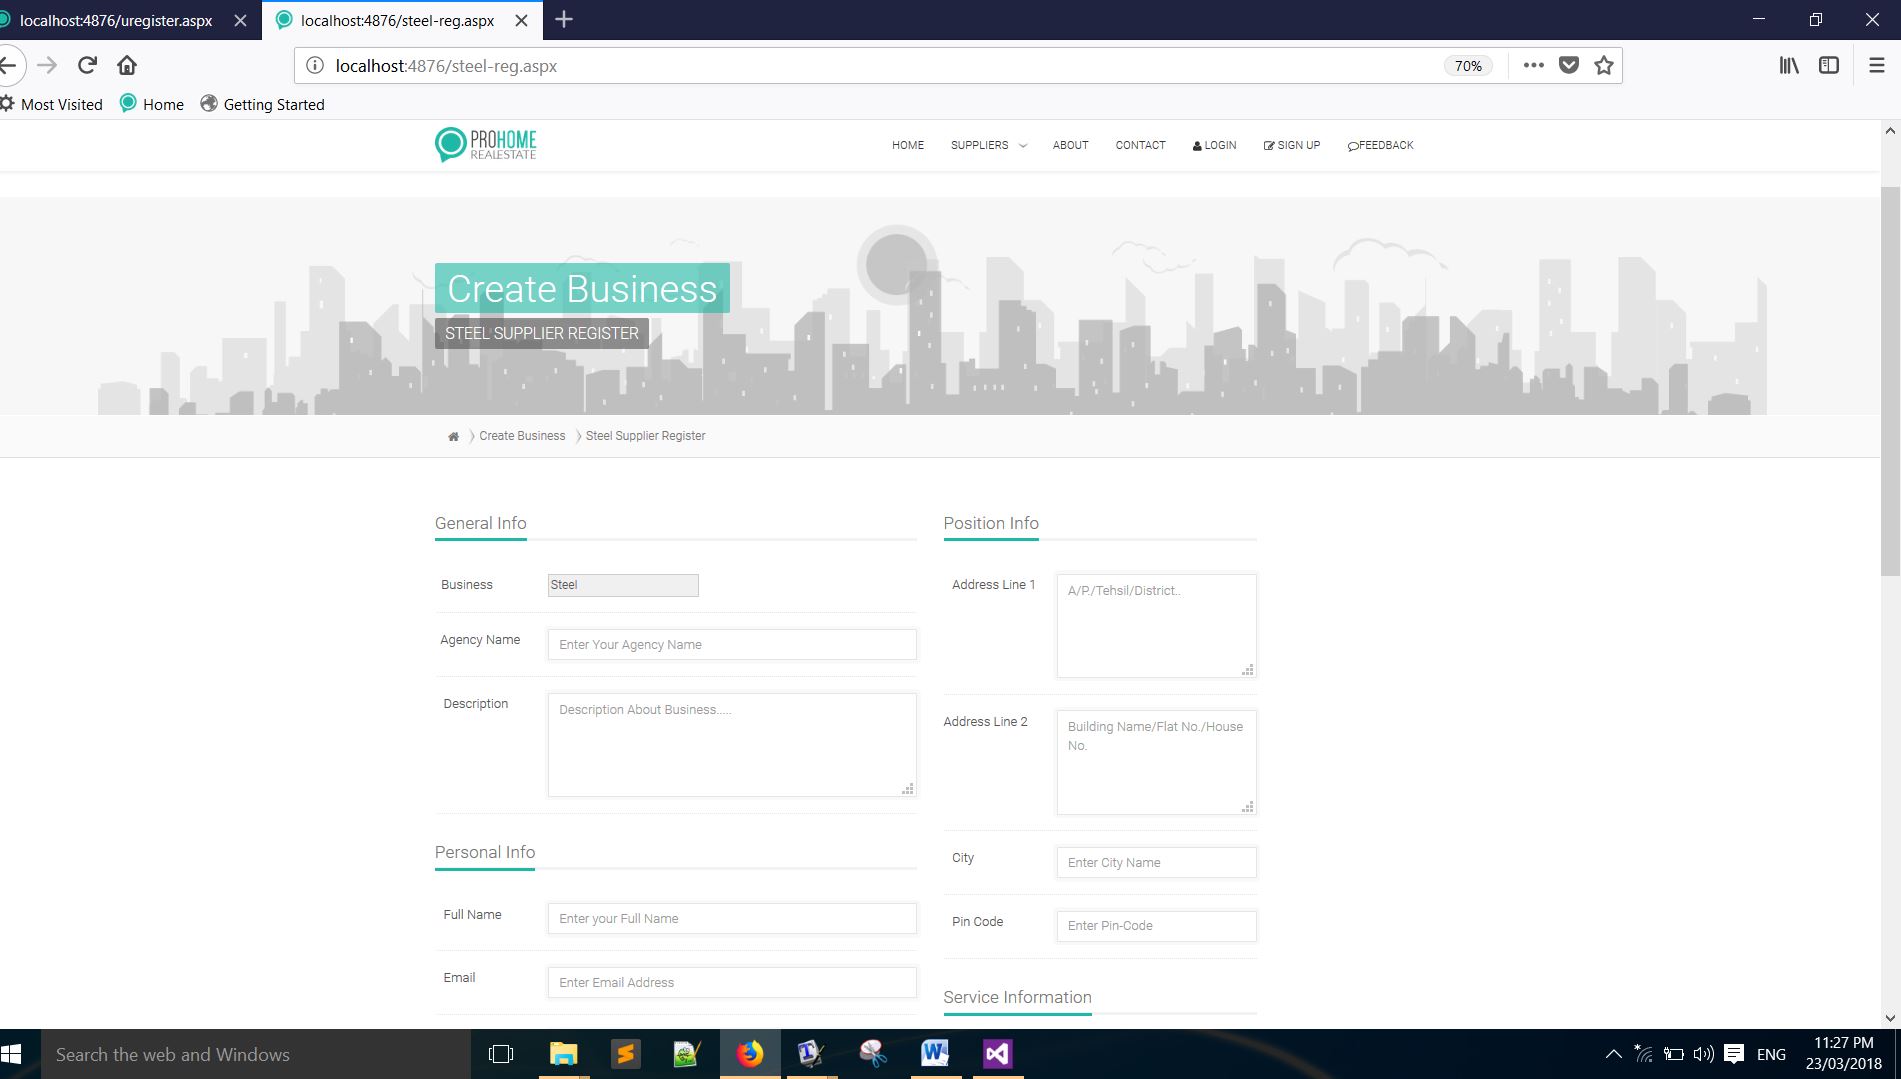 localhost:4876/uregister.aspx
localhost:4876/steel-reg.aspx
localhost:4876/steel-reg.aspx
70%
Most Visited
Home
Getting Started
PROHOME
REALESTATE
HOME
SUPPLIERS
ABOUT
CONTACT
LOGIN
SIGN UP
FEEDBACK
Create Business
STEEL SUPPLIER REGISTER
Create Business
Steel Supplier Register
General Info
Business
Steel
Agency Name
Enter Your Agency Name
Description
Description About Business.....
Personal Info
Full Name
Enter your Full Name
Email
Enter Email Address
Position Info
Address Line 1
A/P./Tehsil/District..
Address Line 2
Building Name/Flat No./House
No.
City
Enter City Name
Pin Code
Enter Pin-Code
Service Information
Search the web and Windows
ENG
11:27 PM
23/03/2018